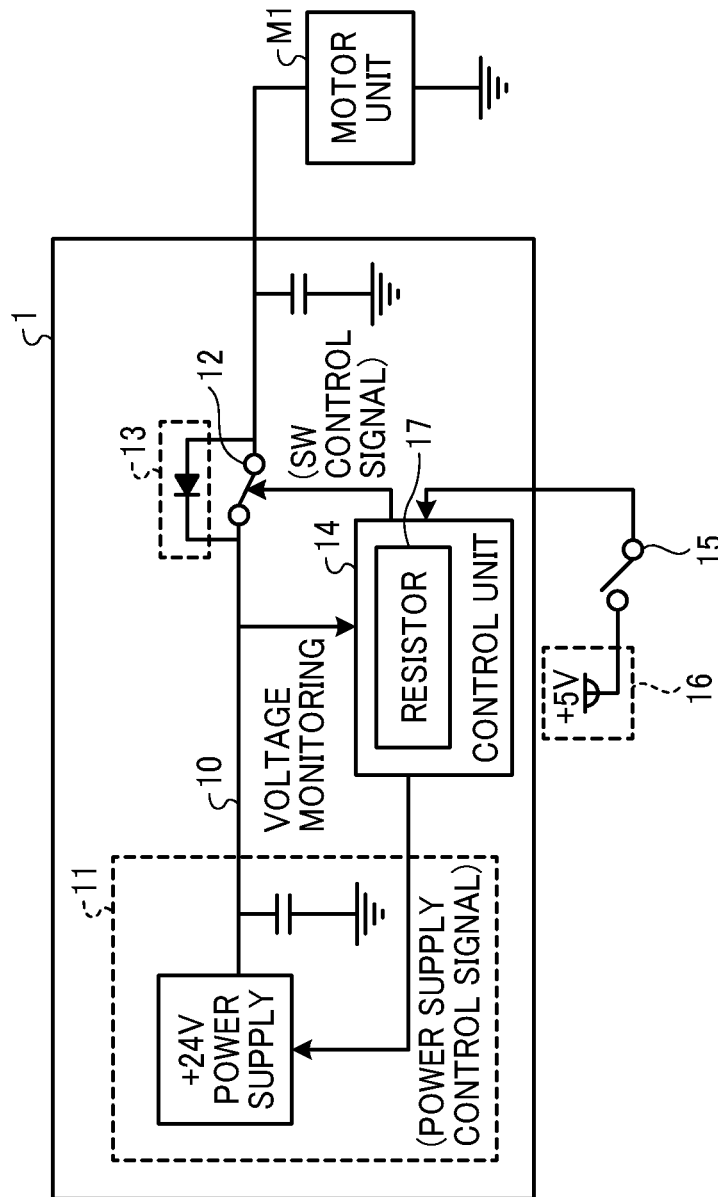 1
11
+24V
POWER
SUPPLY
(POWER SUPPLY
CONTROL SIGNAL)
10
VOLTAGE
MONITORING
13
12
(SW
CONTROL
SIGNAL)
14
17
RESISTOR
CONTROL UNIT
M1
MOTOR
UNIT
+5V
16
15